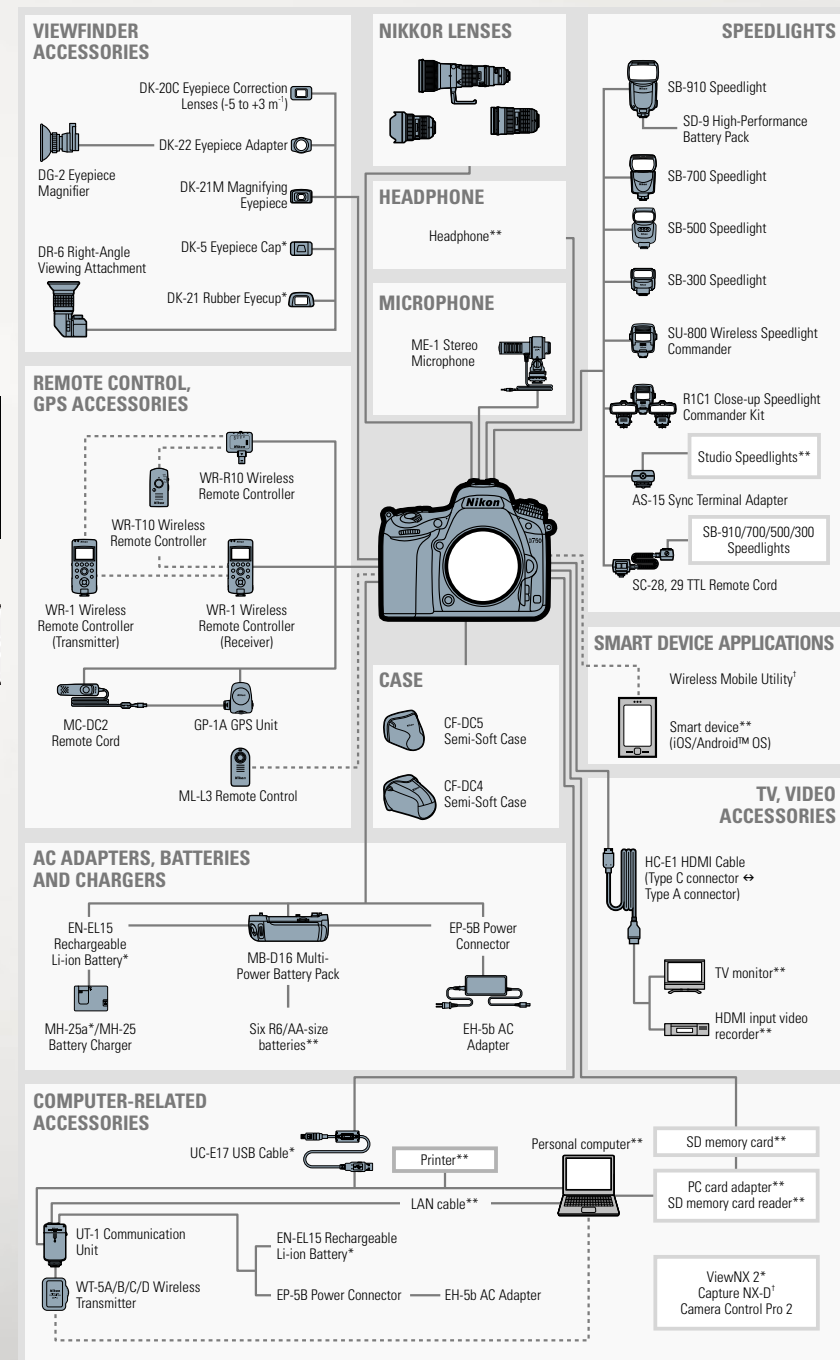 VIEWFINDER
ACCESSORIES
DK-20C Eyepiece Correction
Lenses (-5 to +3 m⁻¹)
DK-22 Eyepiece Adapter
DG-2 Eyepiece
Magnifier
DK-21M Magnifying
Eyepiece
DK-5 Eyepiece Cap*
DR-6 Right-Angle
Viewing Attachment
DK-21 Rubber Eyecup*
NIKKOR LENSES
HEADPHONE
Headphone**
MICROPHONE
ME-1 Stereo
Microphone
SPEEDLIGHTS
SB-910 Speedlight
SD-9 High-Performance
Battery Pack
SB-700 Speedlight
SB-500 Speedlight
SB-300 Speedlight
SU-800 Wireless Speedlight
Commander
R1C1 Close-up Speedlight
Commander Kit
Studio Speedlights**
AS-15 Sync Terminal Adapter
SB-910/700/500/300
Speedlights
SC-28, 29 TTL Remote Cord
REMOTE CONTROL,
GPS ACCESSORIES
WR-R10 Wireless
Remote Controller
WR-T10 Wireless
Remote Controller
WR-1 Wireless
Remote Controller
(Transmitter)
WR-1 Wireless
Remote Controller
(Receiver)
MC-DC2
Remote Cord
GP-1A GPS Unit
ML-L3 Remote Control
Nikon
D750
CASE
CF-DC5
Semi-Soft Case
CF-DC4
Semi-Soft Case
SMART DEVICE APPLICATIONS
Wireless Mobile Utility†
Smart device**
(iOS/Android™ OS)
TV, VIDEO
ACCESSORIES
HC-E1 HDMI Cable
(Type C connector ↔
Type A connector)
TV monitor**
HDMI input video
recorder**
AC ADAPTERS, BATTERIES
AND CHARGERS
EN-EL15
Rechargeable
Li-ion Battery*
MH-25a*/MH-25
Battery Charger
MB-D16 Multi-
Power Battery Pack
Six R6/AA-size
batteries**
EP-5B Power
Connector
EH-5b AC
Adapter
COMPUTER-RELATED
ACCESSORIES
UC-E17 USB Cable*
Printer**
Personal computer**
SD memory card**
LAN cable**
PC card adapter**
SD memory card reader**
UT-1 Communication
Unit
EN-EL15 Rechargeable
Li-ion Battery*
WT-5A/B/C/D Wireless
Transmitter
EP-5B Power Connector
EH-5b AC Adapter
ViewNX 2*
Capture NX-D†
Camera Control Pro 2